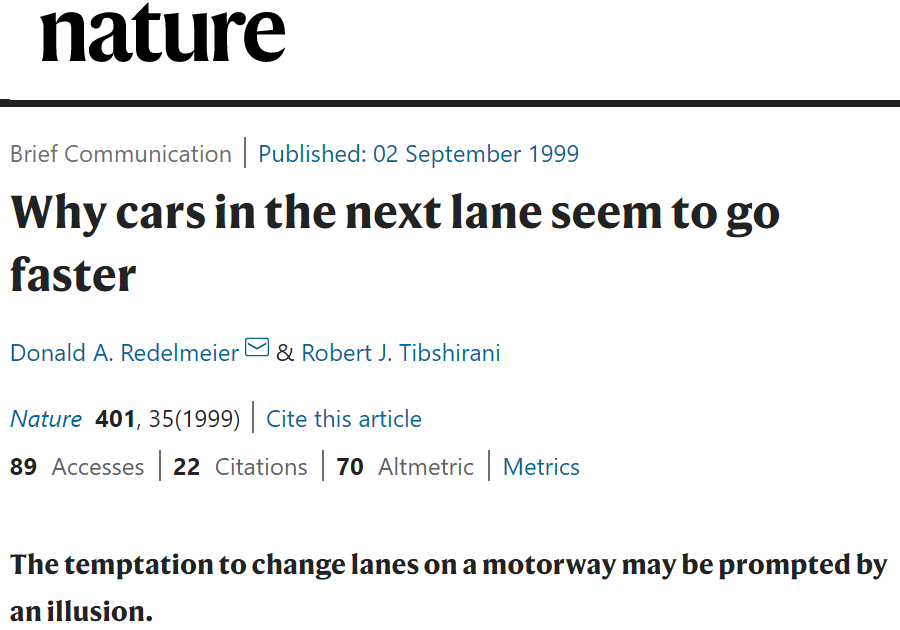 nature
Brief Communication | Published: 02 September 1999
Why cars in the next lane seem to go
faster
Donald A. Redelmeier & Robert J. Tibshirani
Nature 401, 35(1999) | Cite this article
89 Accesses | 22 Citations | 70 Altmetric | Metrics
The temptation to change lanes on a motorway may be prompted by
an illusion.